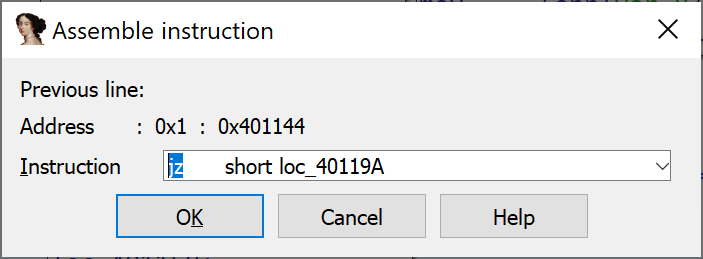 Assemble instruction
Previous line:
Address : 0x1 : 0x401144
Instruction jz short loc_40119A
OK Cancel Help